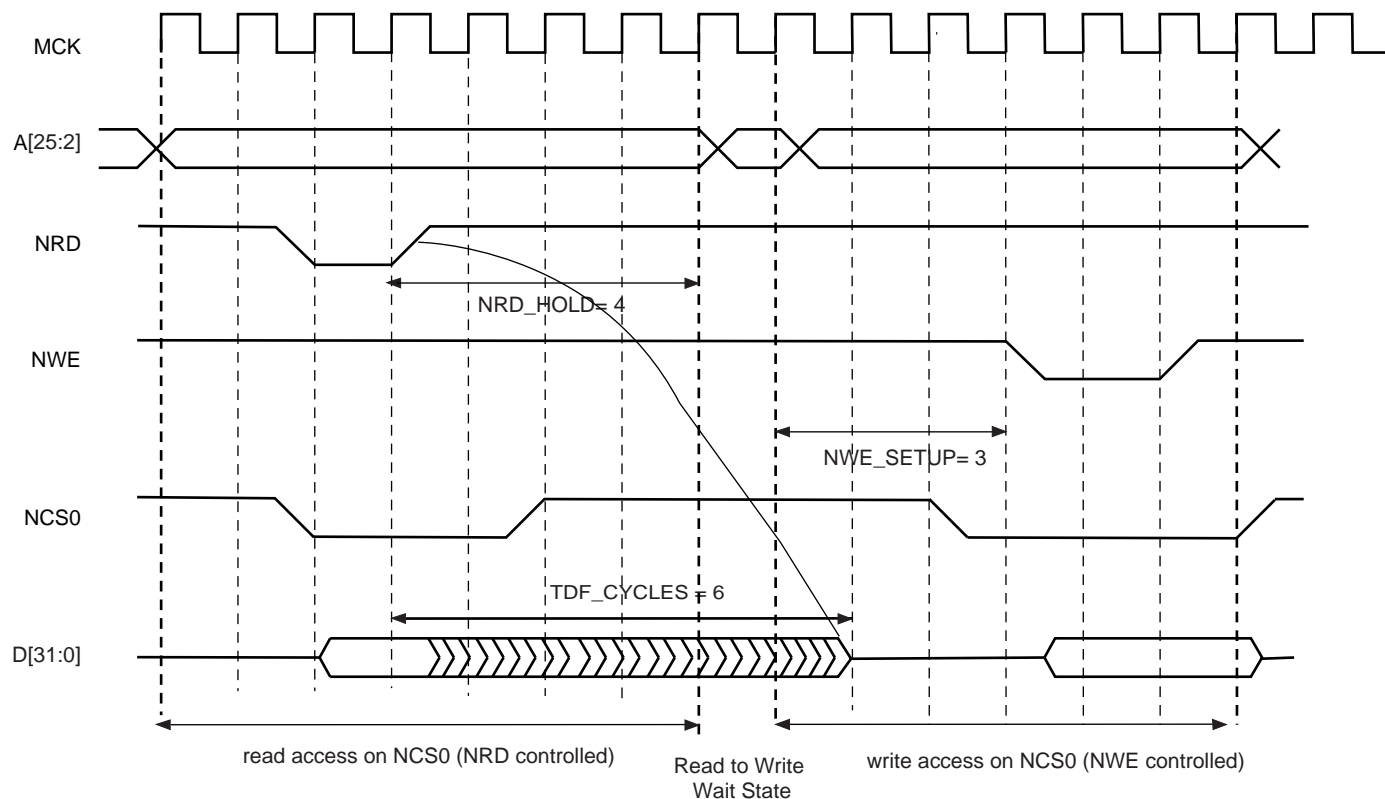 MCK
A[25:2]
NRD
NRD_HOLD= 4
NWE
NWE_SETUP= 3
NCS0
TDF_CYCLES = 6
D[31:0]
read access on NCS0 (NRD controlled)
Read to Write
Wait State
write access on NCS0 (NWE controlled)